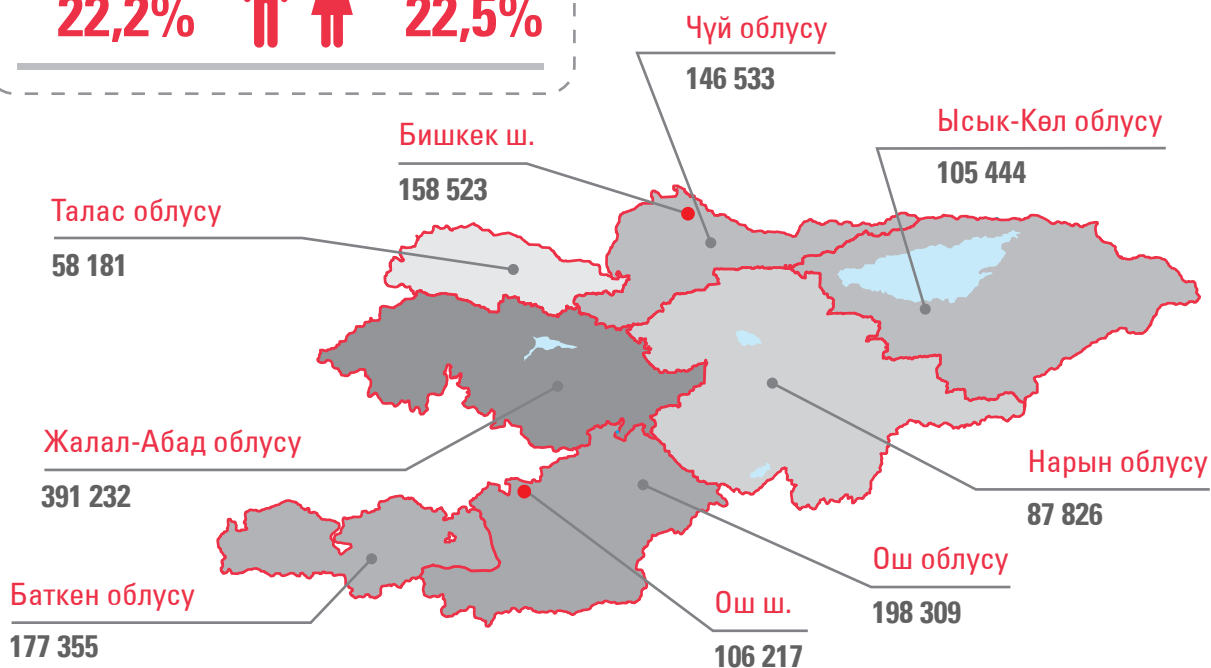 22,2% 22,5%
Чүй облусу
146 533
Бишкек ш.
158 523
Ысык-Көл облусу
105 444
Талас облусу
58 181
Жалал-Абад облусу
391 232
Нарын облусу
87 826
Ош облусу
198 309
Баткен облусу
177 355
Ош ш.
106 217